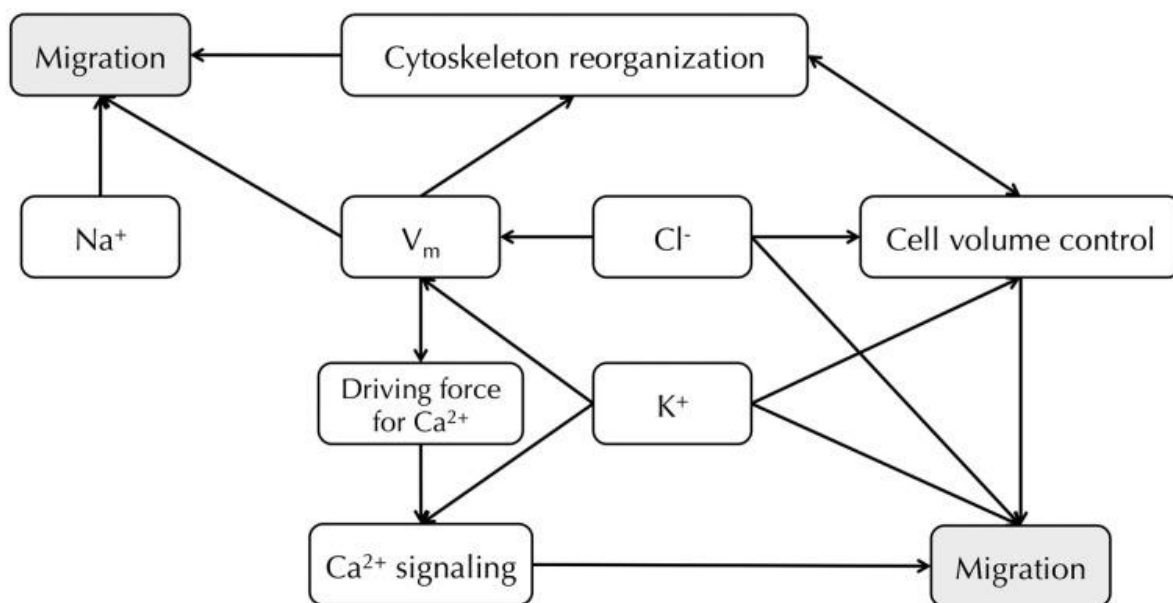 Migration
Cytoskeleton reorganization
Na⁺
Vₘ
Cl⁻
Cell volume control
Driving force
for Ca²⁺
K⁺
Ca²⁺ signaling
Migration